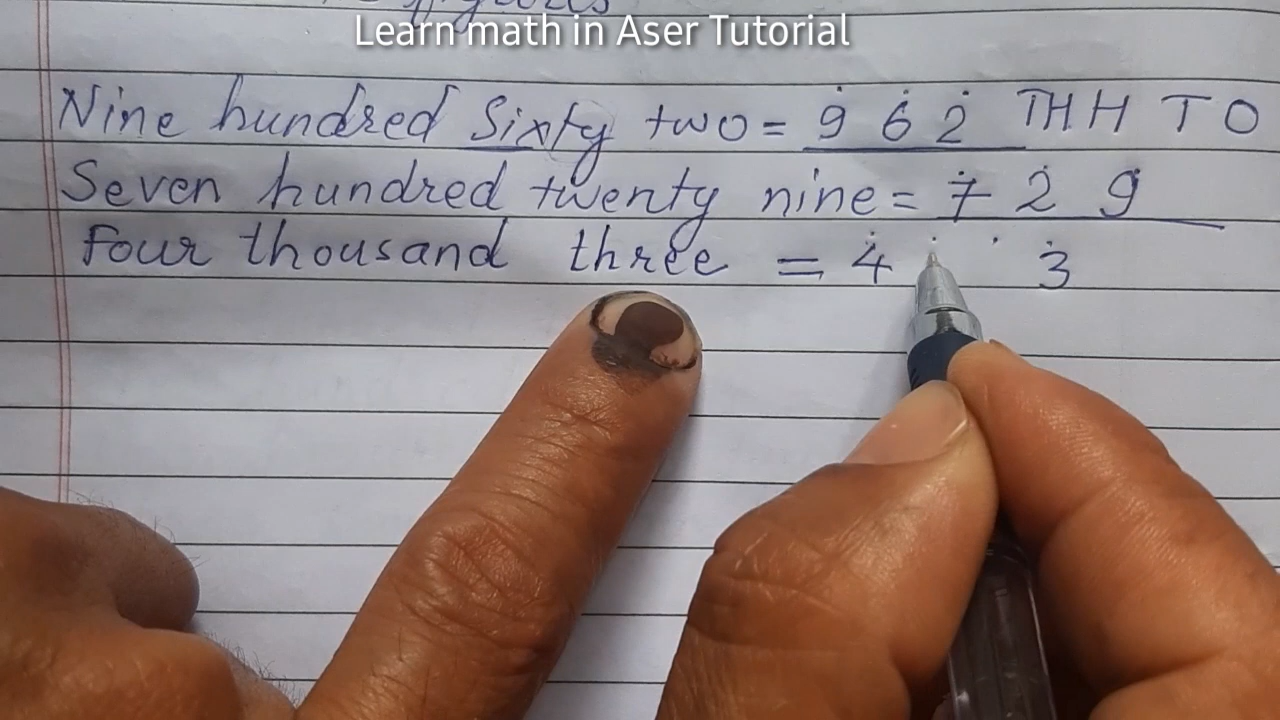 Learn math in Aser Tutorial
Nine hundred Sixty two = 9 6 2 TH H T O
Seven hundred twenty nine = 7 2 9
four thousand three = 4 3